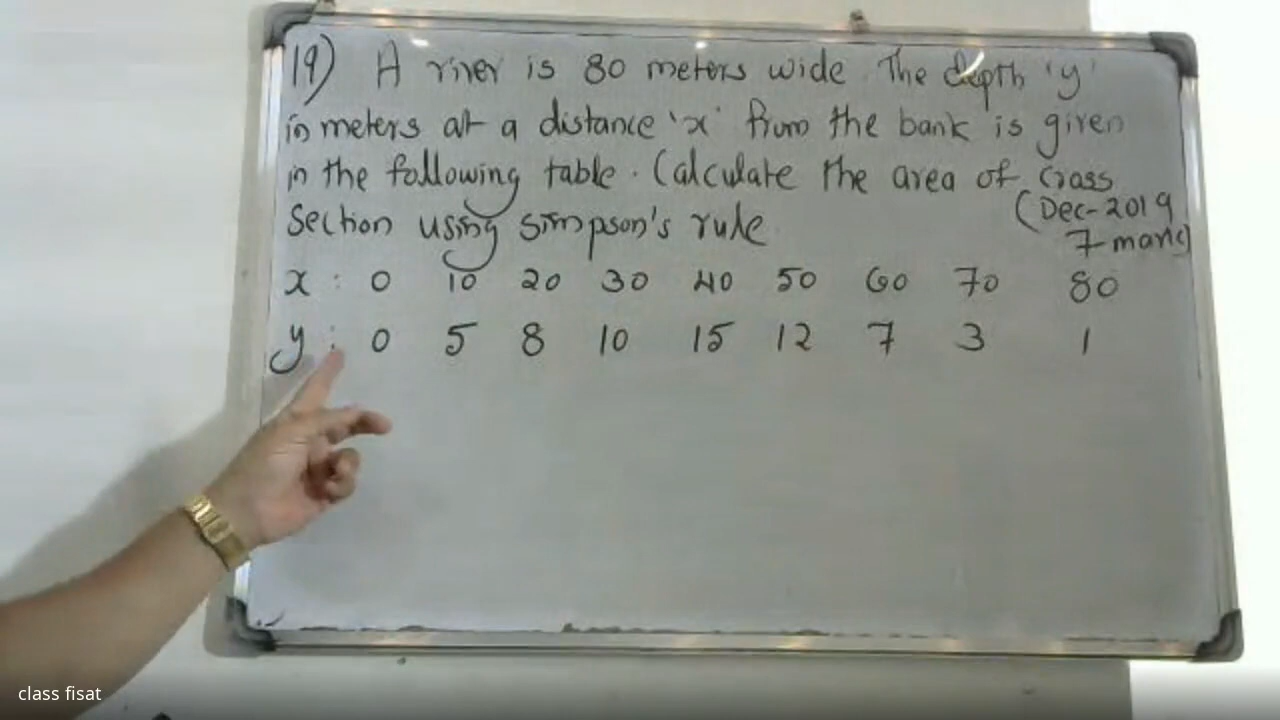 19) A river is 80 meters wide. The depth 'y'
in meters at a distance 'x' from the bank is given
in the following table. Calculate the area of cross
section using simpson's rule
(Dec-2019
7 mark)
x : 0 10 20 30 40 50 60 70 80
y : 0 5 8 10 15 12 7 3 1
class fisat